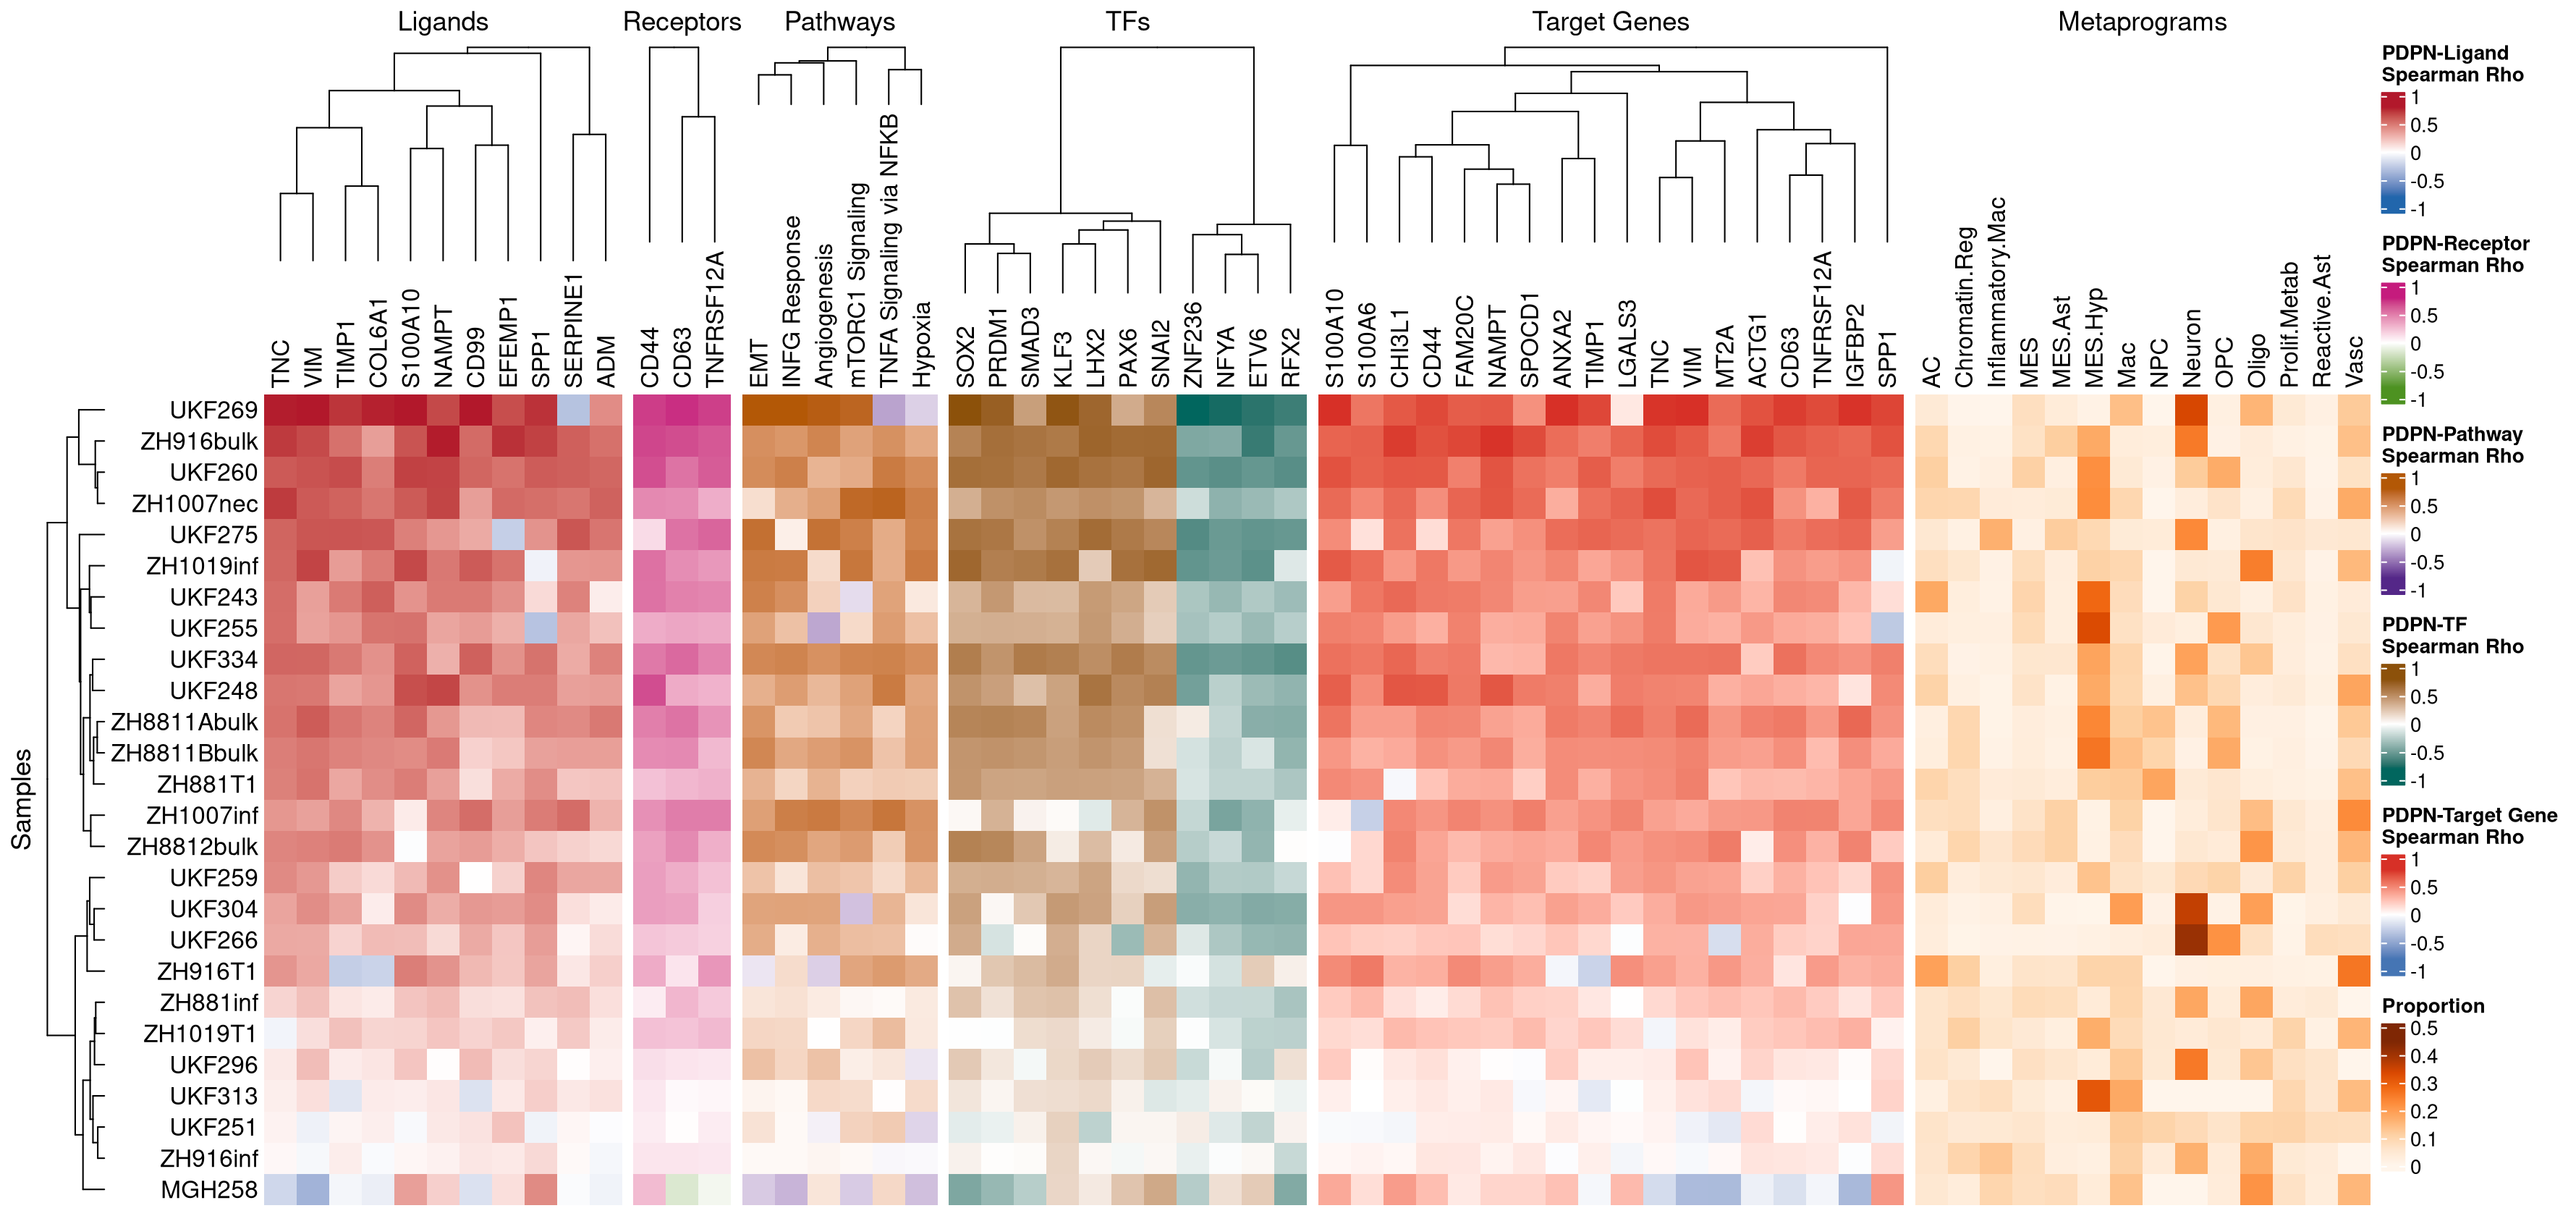 Ligands
Receptors
Pathways
TFs
Target Genes
Metaprograms
TNC
VIM
TIMP1
COL6A1
S100A10
NAMPT
CD99
EFEMP1
SPP1
SERPINE1
ADM
CD44
CD63
TNFRSF12A
EMT
INFG Response
Angiogenesis
mTORC1 Signaling
TNFA Signaling via NFKB
Hypoxia
SOX2
PRDM1
SMAD3
KLF3
LHX2
PAX6
SNAI2
ZNF236
NFYA
ETV6
RFX2
S100A10
S100A6
CHI3L1
CD44
FAM20C
NAMPT
SPOCD1
ANXA2
TIMP1
LGALS3
TNC
VIM
MT2A
ACTG1
CD63
TNFRSF12A
IGFBP2
SPP1
AC
Chromatin.Reg
Inflammatory.Mac
MES
MES.Ast
MES.Hyp
Mac
NPC
Neuron
OPC
Oligo
Prolif.Metab
Reactive.Ast
Vasc
Samples
UKF269
ZH916bulk
UKF260
ZH1007nec
UKF275
ZH1019inf
UKF243
UKF255
UKF334
UKF248
ZH8811Abulk
ZH8811Bbulk
ZH881T1
ZH1007inf
ZH8812bulk
UKF259
UKF304
UKF266
ZH916T1
ZH881inf
ZH1019T1
UKF296
UKF313
UKF251
ZH916inf
MGH258
PDPN-Ligand
Spearman Rho
1
0.5
0
-0.5
-1
PDPN-Receptor
Spearman Rho
1
0.5
0
-0.5
-1
PDPN-Pathway
Spearman Rho
1
0.5
0
-0.5
-1
PDPN-TF
Spearman Rho
1
0.5
0
-0.5
-1
PDPN-Target Gene
Spearman Rho
1
0.5
0
-0.5
-1
Proportion
0.5
0.4
0.3
0.2
0.1
0